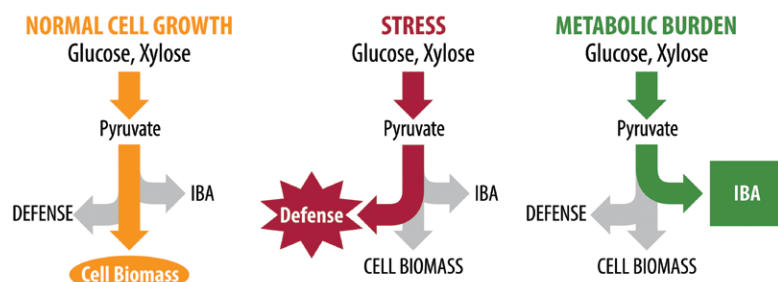 NORMAL CELL GROWTH
Glucose, Xylose
Pyruvate
IBA
DEFENSE
Cell Biomass
STRESS
Glucose, Xylose
Pyruvate
IBA
Defense
CELL BIOMASS
METABOLIC BURDEN
Glucose, Xylose
Pyruvate
IBA
DEFENSE
CELL BIOMASS